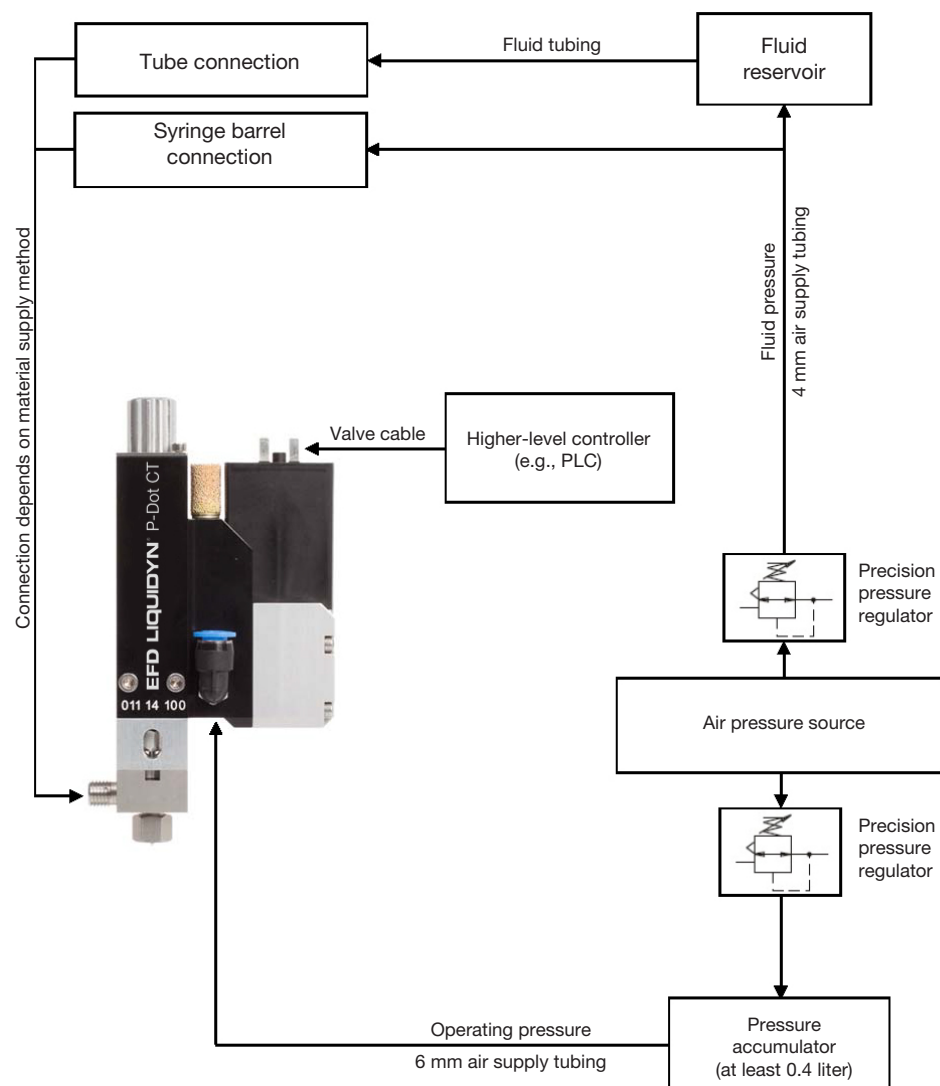 Tube connection
Fluid tubing
Fluid
reservoir
Syringe barrel
connection
Connection depends on material supply method
Fluid pressure
4 mm air supply tubing
Valve cable
Higher-level controller
(e.g., PLC)
EFD LIQUIDYN® P-Dot CT
011 14 100
Precision
pressure
regulator
Air pressure source
Precision
pressure
regulator
Operating pressure
6 mm air supply tubing
Pressure
accumulator
(at least 0.4 liter)